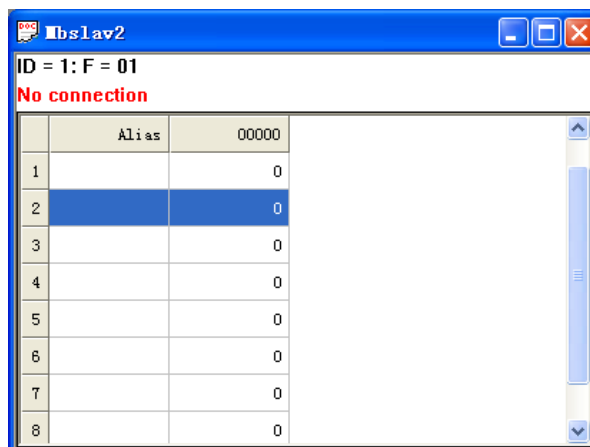 Mbslav2
ID = 1: F = 01
No connection
Alias 00000
1 0
2 0
3 0
4 0
5 0
6 0
7 0
8 0